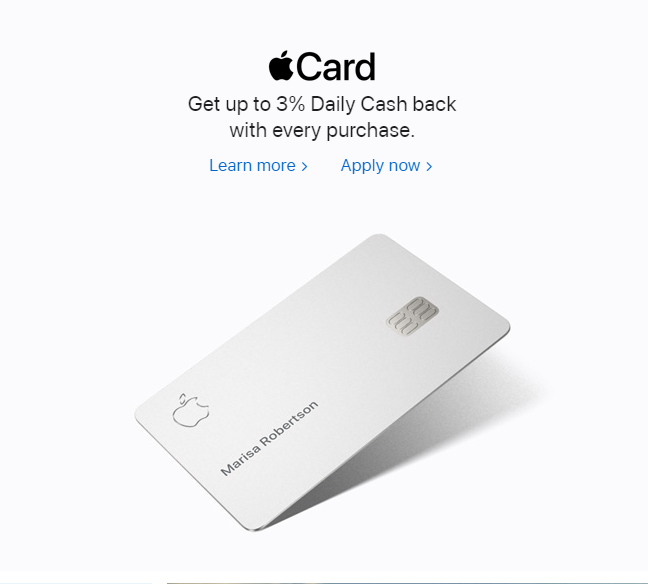 Card
Get up to 3% Daily Cash back
with every purchase.
Learn more >
Apply now >
Marisa Robertson